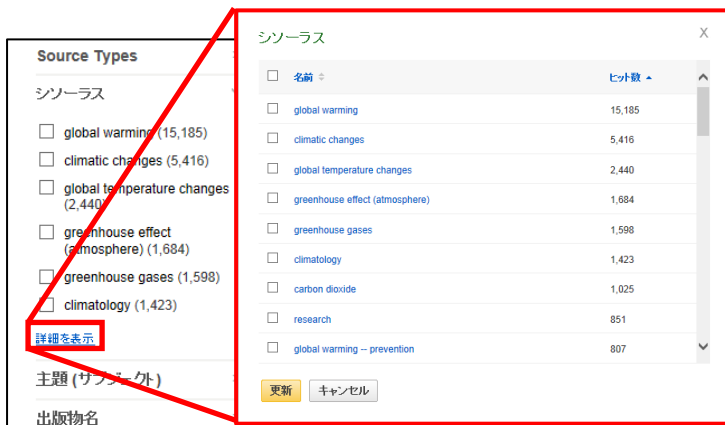 Source Types
シソーラス
global warming (15,185)
climatic changes (5,416)
global temperature changes
(2,440)
greenhouse effect
(atmosphere) (1,684)
greenhouse gases (1,598)
climatology (1,423)
詳細を表示
主題 (サブジェクト)
出版物名
シソーラス X
名前 ヒット数
global warming 15,185
climatic changes 5,416
global temperature changes 2,440
greenhouse effect (atmosphere) 1,684
greenhouse gases 1,598
climatology 1,423
carbon dioxide 1,025
research 851
global warming -- prevention 807
更新 キャンセル